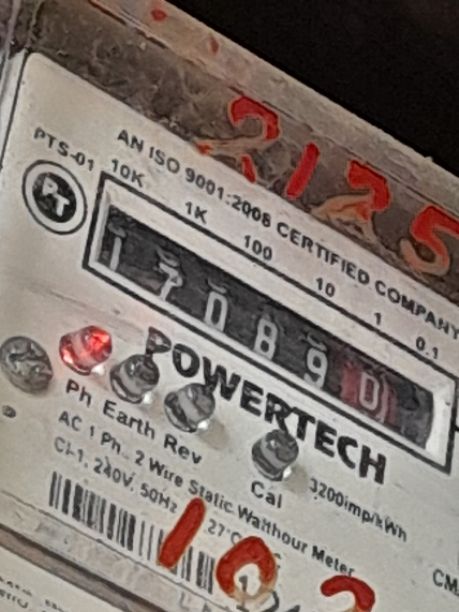 2125
AN ISO 9001:2008 CERTIFIED COMPANY
PTS-01
10K 1K 100 10 1 0.1
PT
17089 0
POWERTECH
Ph Earth Rev Cal 3200imp/kWh
AC 1 Ph.. 2 Wire Static Watthour Meter
Cl-1, 240V, 50Hz 27°C
CM
102